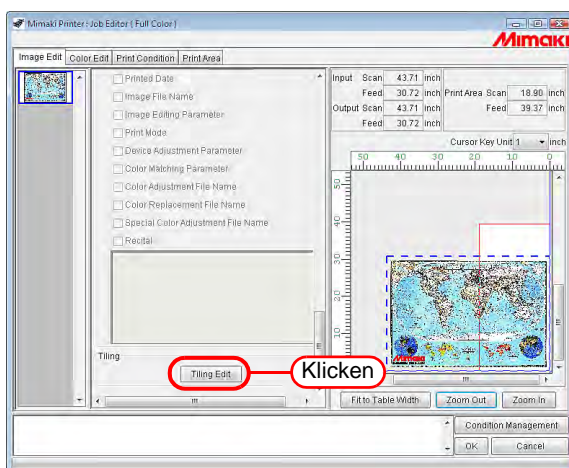 Mimaki Printer : Job Editor ( Full Color )
Mimaki
Image Edit Color Edit Print Condition Print Area
Printed Date
Image File Name
Image Editing Parameter
Print Mode
Device Adjustment Parameter
Color Matching Parameter
Color Adjustment File Name
Color Replacement File Name
Special Color Adjustment File Name
Recital
Tiling
Tiling Edit
Klicken
Input Scan 43.71 inch
Feed 30.72 inch
Output Scan 43.71 inch
Feed 30.72 inch
Print Area Scan 18.90 inch
Feed 39.37 inch
Cursor Key Unit 1 inch
50 40 30 20 10 0
50
40
30
20
10
Mimaki
Fit to Table Width Zoom Out Zoom In
Condition Management
OK Cancel